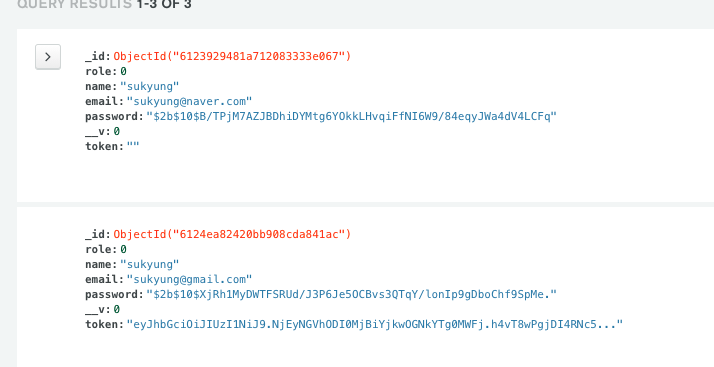 QUERY RESULTS 1-3 OF 3
_id: ObjectId("6123929481a712083333e067")
role: 0
name: "sukyung"
email: "sukyung@naver.com"
password: "$2b$10$B/TPjM7AZJBDhiDYMtg6YOkkLHvqiFfNI6W9/84eqyJWa4dV4LCFq"
__v: 0
token: ""
_id: ObjectId("6124ea82420bb908cda841ac")
role: 0
name: "sukyung"
email: "sukyung@gmail.com"
password: "$2b$10$XjRh1MyDWTFSRUd/J3P6Je5OCBvs3QTqY/lonIp9gDboChf9SpMe."
__v: 0
token: "eyJhbGciOiJIUzI1NiJ9.NjEyNGVhODI0MjBiYjkwOGNkYTg0MWFj.h4vT8wPgjDI4RNc5..."